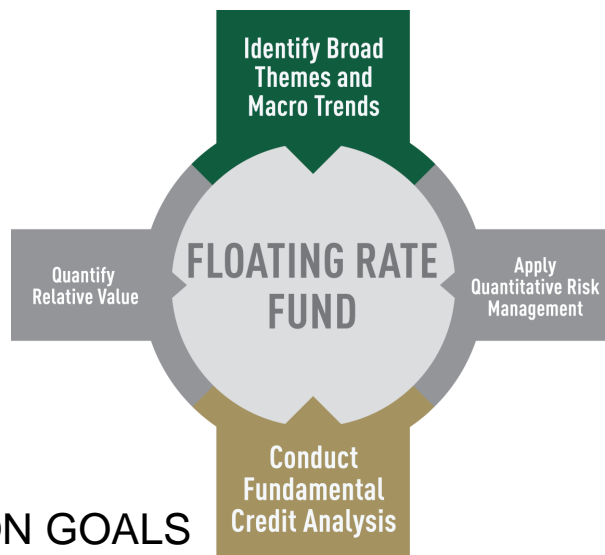 Identify Broad
Themes and
Macro Trends
Quantify
Relative Value
FLOATING RATE
FUND
Apply
Quantitative Risk
Management
Conduct
Fundamental
Credit Analysis
ON GOALS